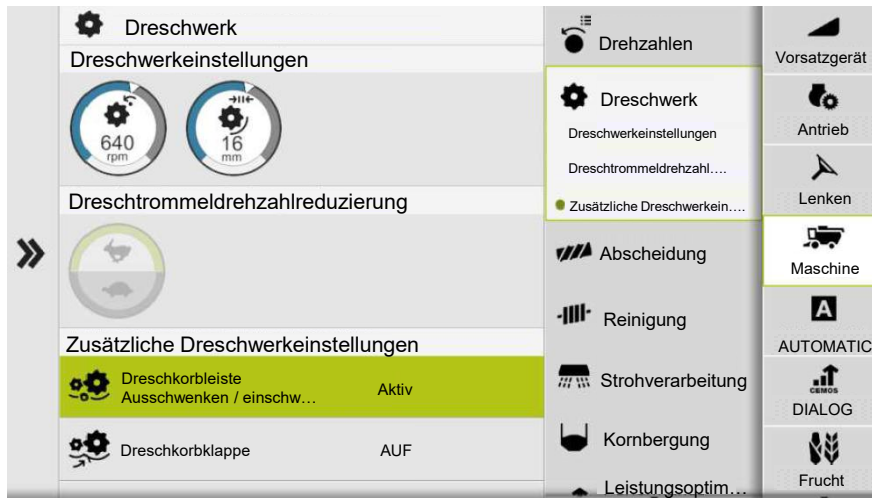 Dreschwerk
Dreschwerkeinstellungen
640
rpm
16
mm
Dreschtrommeldrehzahlreduzierung
Zusätzliche Dreschwerkeinstellungen
Dreschkorbleiste
Ausschwenken / einschw…
Aktiv
Dreschkorbklappe
AUF
Drehzahlen
Dreschwerk
Dreschwerkeinstellungen
Dreschtrommeldrehzahl….
Zusätzliche Dreschwerkein….
Abscheidung
Reinigung
Strohverarbeitung
Kornbergung
Leistungsoptim…
Vorsatzgerät
Antrieb
Lenken
Maschine
A
AUTOMATIC
CEMOS
DIALOG
Frucht